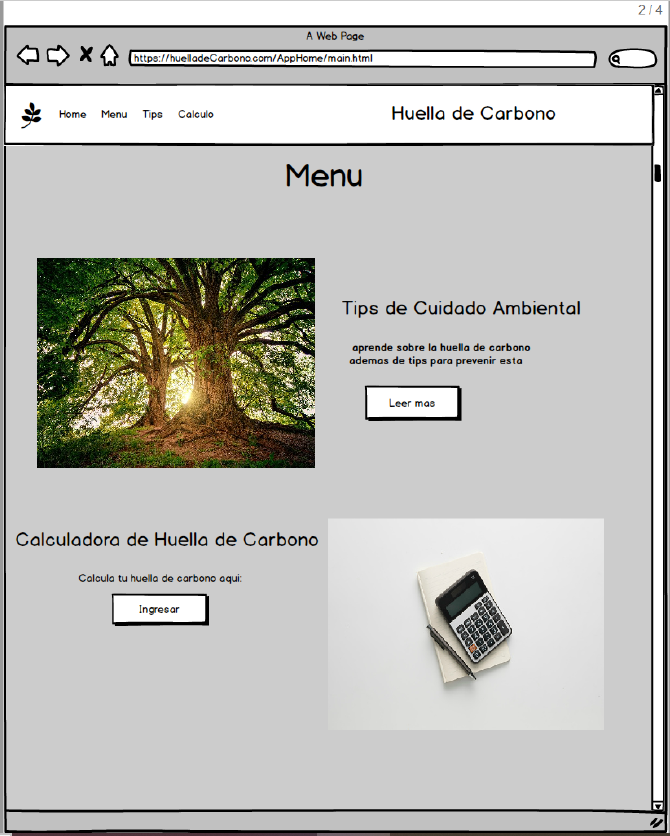 2 / 4
A Web Page
https://huelladeCarbono.com/AppHome/main.html
Home Menu Tips Calculo
Huella de Carbono
Menu
Tips de Cuidado Ambiental
aprende sobre la huella de carbono
ademas de tips para prevenir esta
Leer mas
Calculadora de Huella de Carbono
Calcula tu huella de carbono aqui:
Ingresar